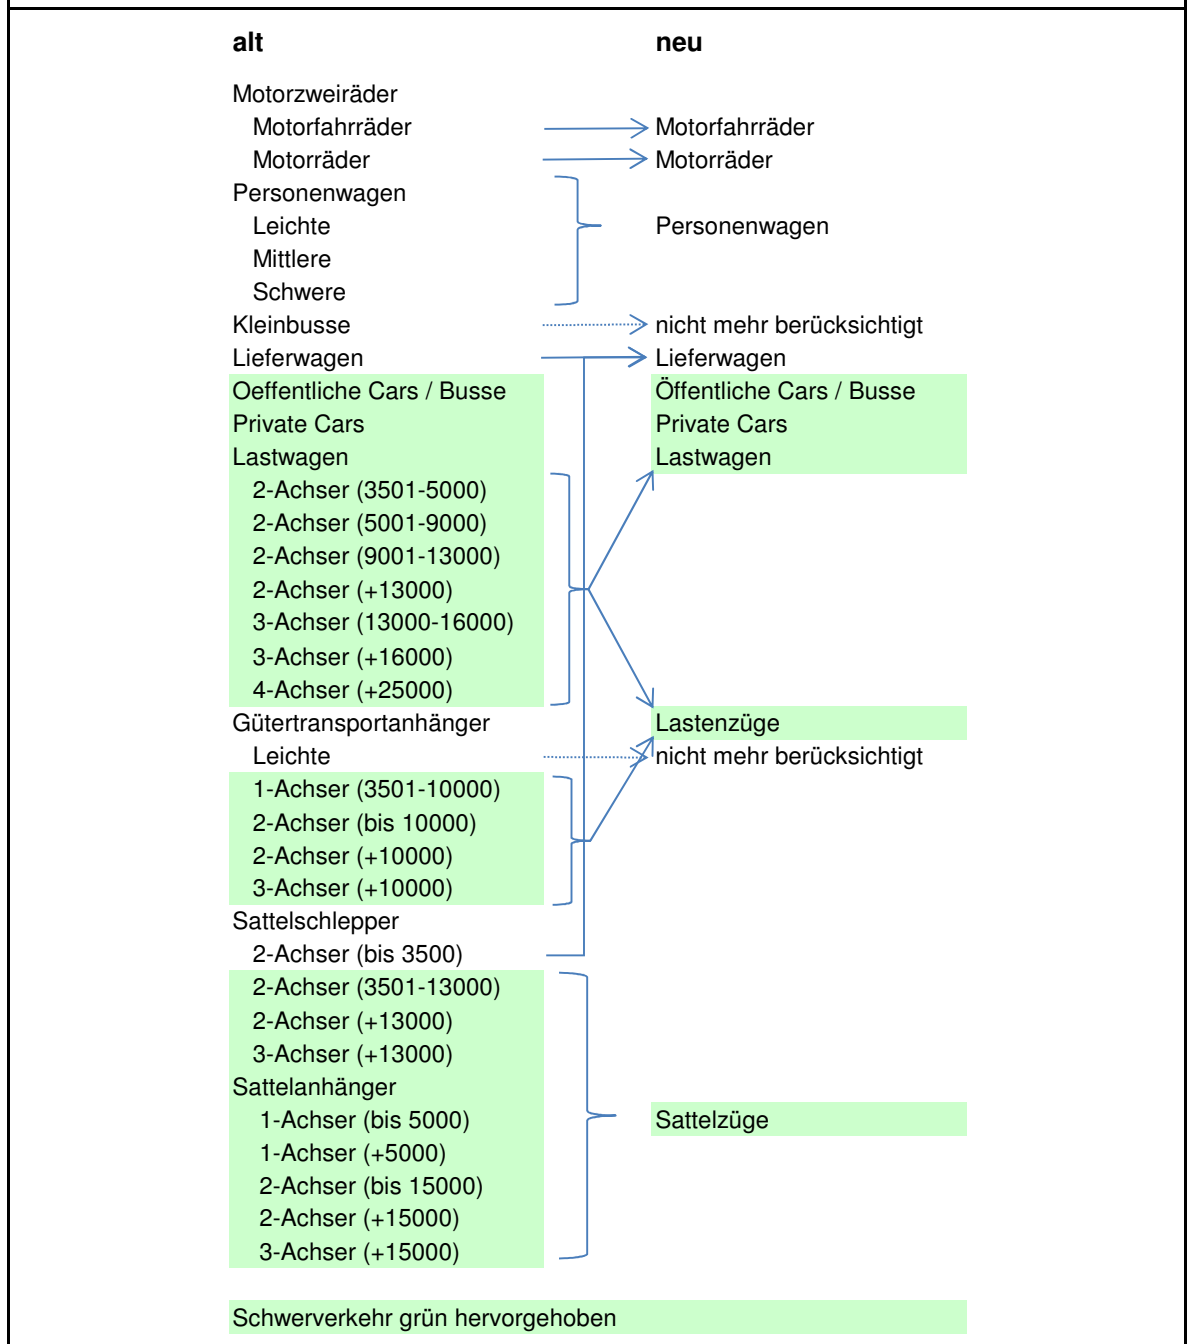 alt neu
Motorzweiräder
Motorfahrräder Motorfahrräder
Motorräder Motorräder
Personenwagen
Leichte Personenwagen
Mittlere
Schwere
Kleinbusse nicht mehr berücksichtigt
Lieferwagen Lieferwagen
Oeffentliche Cars / Busse Öffentliche Cars / Busse
Private Cars Private Cars
Lastwagen Lastwagen
2-Achser (3501-5000)
2-Achser (5001-9000)
2-Achser (9001-13000)
2-Achser (+13000)
3-Achser (13000-16000)
3-Achser (+16000)
4-Achser (+25000)
Gütertransportanhänger Lastenzüge
Leichte nicht mehr berücksichtigt
1-Achser (3501-10000)
2-Achser (bis 10000)
2-Achser (+10000)
3-Achser (+10000)
Sattelschlepper
2-Achser (bis 3500)
2-Achser (3501-13000)
2-Achser (+13000)
3-Achser (+13000)
Sattelanhänger
1-Achser (bis 5000) Sattelzüge
1-Achser (+5000)
2-Achser (bis 15000)
2-Achser (+15000)
3-Achser (+15000)
Schwerverkehr grün hervorgehoben